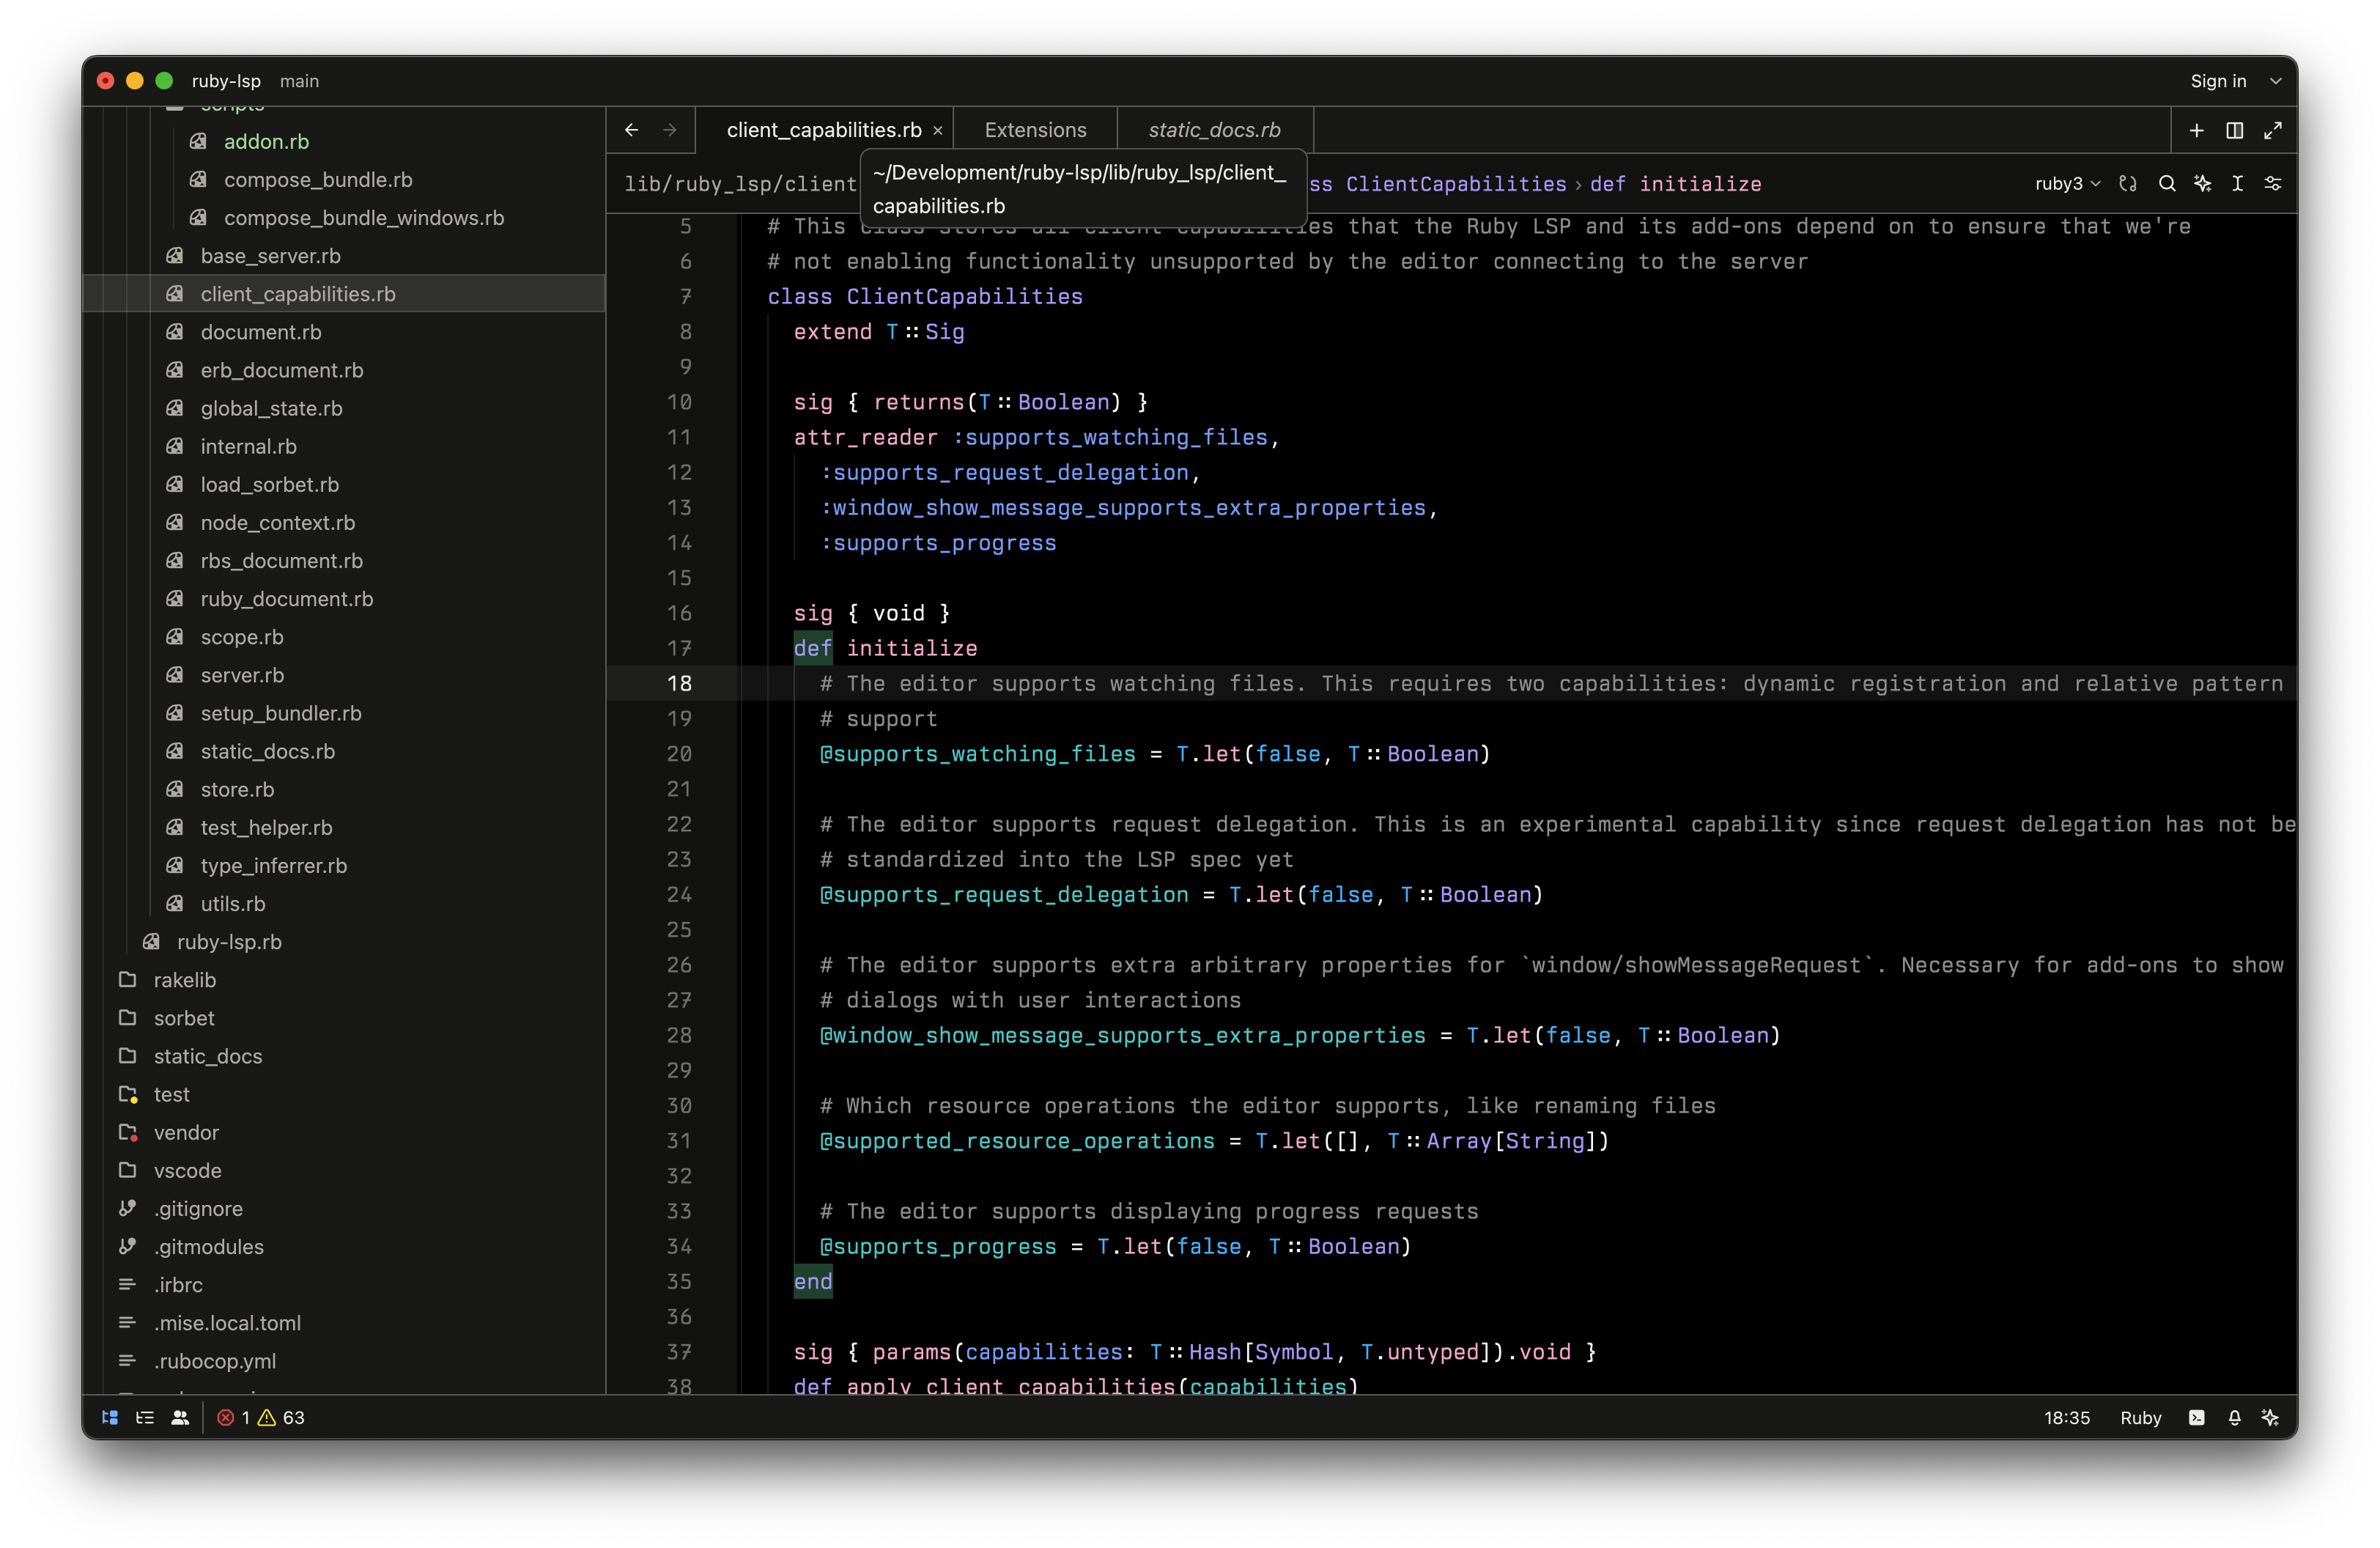 ruby-lsp main
Sign in
scripts
addon.rb
compose_bundle.rb
compose_bundle_windows.rb
base_server.rb
client_capabilities.rb
document.rb
erb_document.rb
global_state.rb
internal.rb
load_sorbet.rb
node_context.rb
rbs_document.rb
ruby_document.rb
scope.rb
server.rb
setup_bundler.rb
static_docs.rb
store.rb
test_helper.rb
type_inferrer.rb
utils.rb
ruby-lsp.rb
rakelib
sorbet
static_docs
test
vendor
vscode
.gitignore
.gitmodules
.irbrc
.mise.local.toml
.rubocop.yml
client_capabilities.rb × Extensions static_docs.rb
~/Development/ruby-lsp/lib/ruby_lsp/client_
capabilities.rb
lib/ruby_lsp/client ss ClientCapabilities › def initialize ruby3
5 # This class stores all client capabilities that the Ruby LSP and its add-ons depend on to ensure that we're
6 # not enabling functionality unsupported by the editor connecting to the server
7 class ClientCapabilities
8 extend T::Sig
9
10 sig { returns(T::Boolean) }
11 attr_reader :supports_watching_files,
12 :supports_request_delegation,
13 :window_show_message_supports_extra_properties,
14 :supports_progress
15
16 sig { void }
17 def initialize
18 # The editor supports watching files. This requires two capabilities: dynamic registration and relative pattern
19 # support
20 @supports_watching_files = T.let(false, T::Boolean)
21
22 # The editor supports request delegation. This is an experimental capability since request delegation has not be
23 # standardized into the LSP spec yet
24 @supports_request_delegation = T.let(false, T::Boolean)
25
26 # The editor supports extra arbitrary properties for `window/showMessageRequest`. Necessary for add-ons to show
27 # dialogs with user interactions
28 @window_show_message_supports_extra_properties = T.let(false, T::Boolean)
29
30 # Which resource operations the editor supports, like renaming files
31 @supported_resource_operations = T.let([], T::Array[String])
32
33 # The editor supports displaying progress requests
34 @supports_progress = T.let(false, T::Boolean)
35 end
36
37 sig { params(capabilities: T::Hash[Symbol, T.untyped]).void }
38 def apply_client_capabilities(capabilities)
1 63
18:35 Ruby